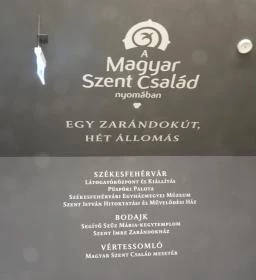 A
Magyar
Szent Család
nyomában
EGY ZARÁNDOKÚT,
HÉT ÁLLOMÁS
SZÉKESFEHÉRVÁR
LÁTOGATÓKÖZPONT ÉS KIÁLLÍTÁS
PÜSPÖKI PALOTA
SZÉKESFEHÉRVÁRI EGYHÁZMEGYEI MÚZEUM
SZENT ISTVÁN HITOKTATÁSI ÉS MŰVELŐDÉSI HÁZ
BODAJK
SEGÍTŐ SZŰZ MÁRIA-KEGYTEMPLOM
SZENT IMRE ZARÁNDOKHÁZ
VÉRTESSOMLÓ
MAGYAR SZENT CSALÁD MESETÉR